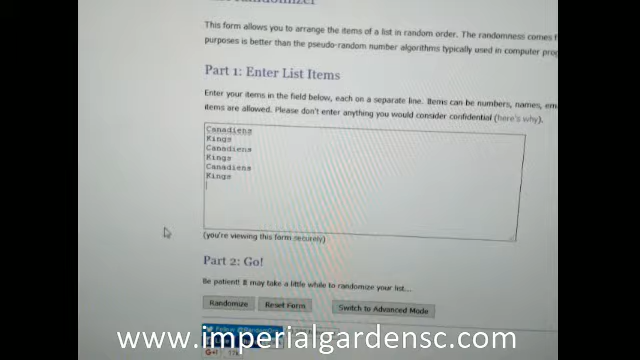 This form allows you to arrange the items of a list in random order. The randomness comes f
purposes is better than the pseudo-random number algorithms typically used in computer prog
Part 1: Enter List Items
Enter your items in the field below, each on a separate line. Items can be numbers, names, em
items are allowed. Please don't enter anything you would consider confidential (here's why).
Canadiens
Kings
Canadiens
Kings
Canadiens
Kings
(you're viewing this form securely)
Part 2: Go!
Be patient! It may take a little while to randomize your list...
Randomize Reset Form Switch to Advanced Mode
www.imperialgardensc.com